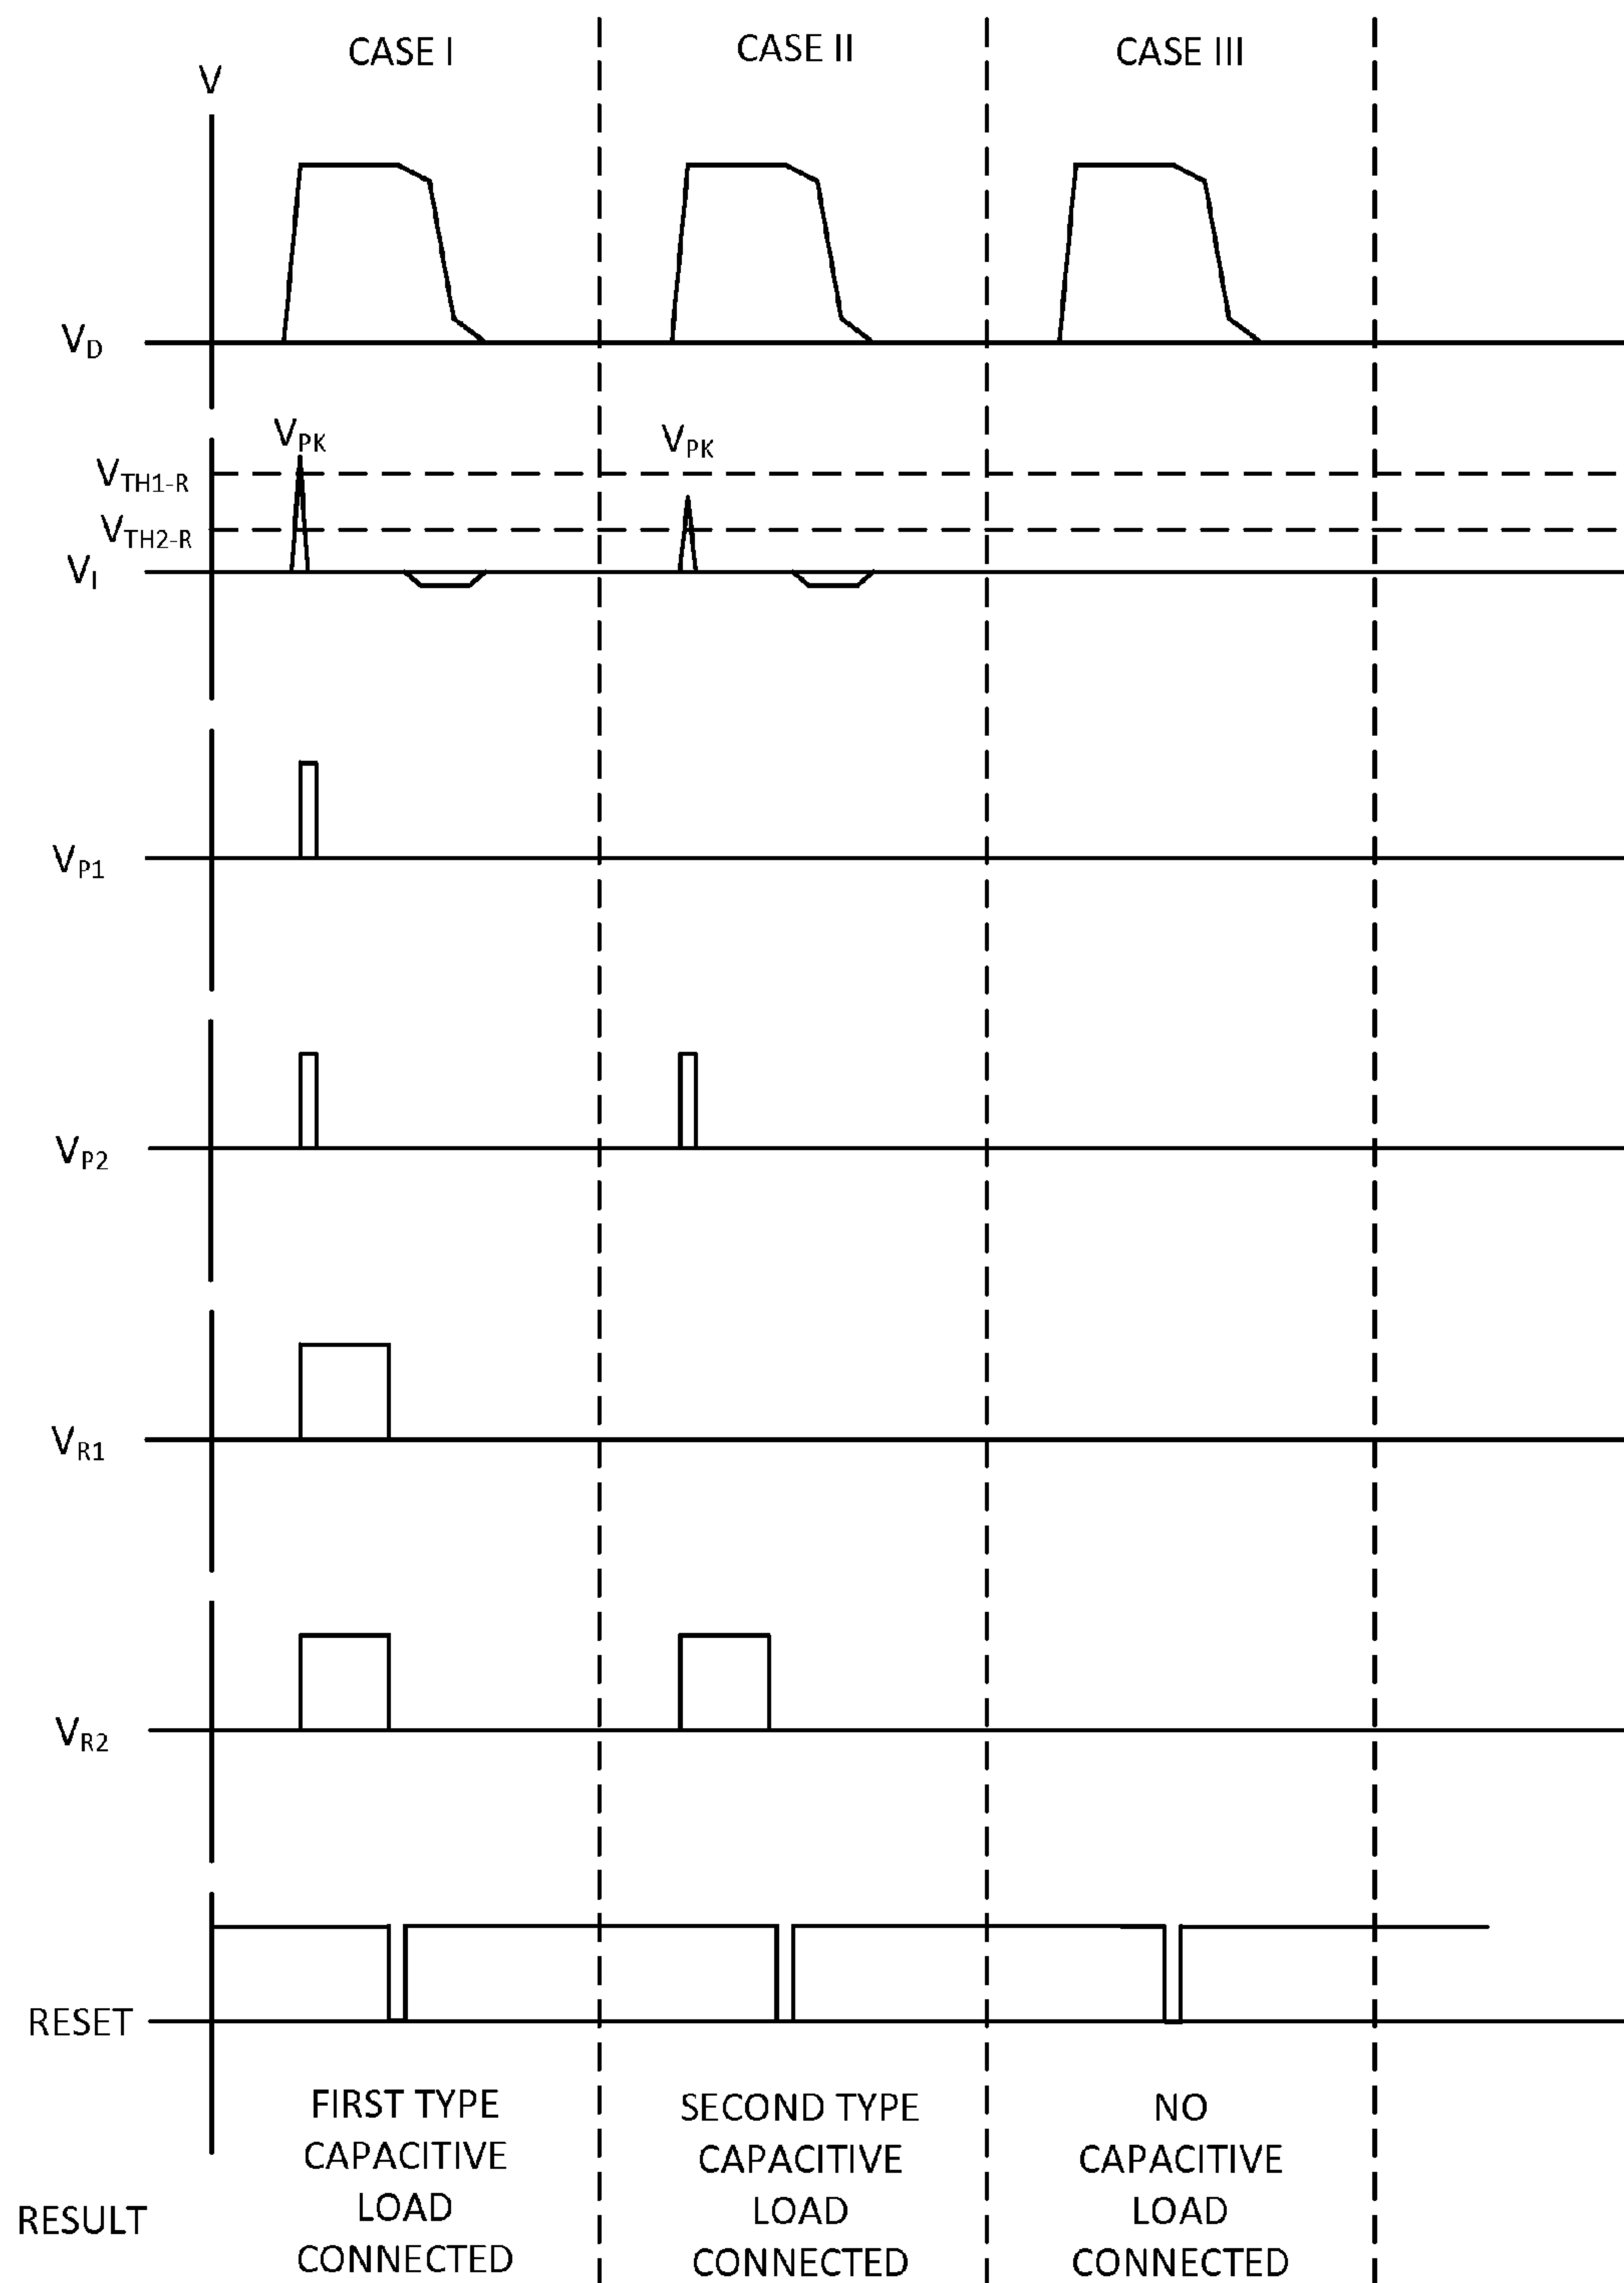 CASE I
CASE II
CASE III
V
VD
VPK
VPK
VTH1-R
VTH2-R
VI
VP1
VP2
VR1
VR2
RESET
RESULT
FIRST TYPE
CAPACITIVE
LOAD
CONNECTED
SECOND TYPE
CAPACITIVE
LOAD
CONNECTED
NO
CAPACITIVE
LOAD
CONNECTED